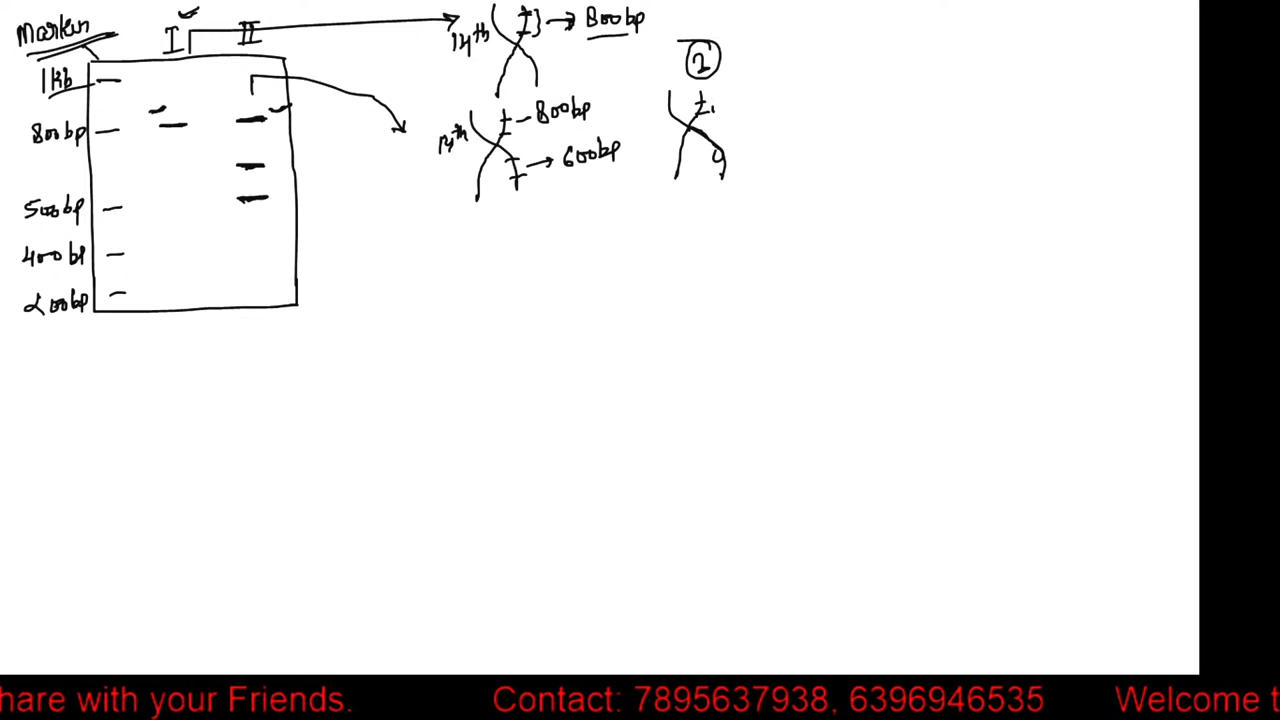 Marker
I II
1kb
800bp
500bp
400bp
200bp
14th → 800bp
14th 800bp
→ 600bp
2
hare with your Friends. Contact: 7895637938, 6396946535 Welcome t